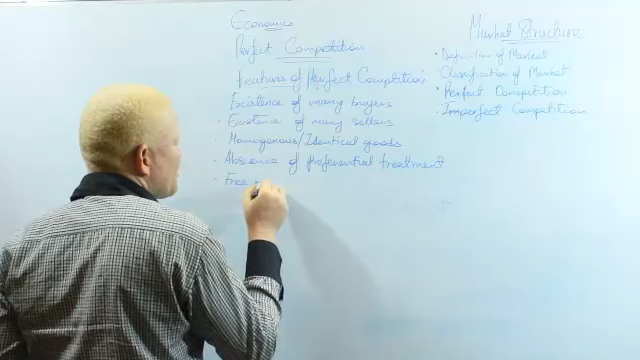 Economics
Perfect Competition
Features of Perfect Competition
· Existence of many buyers
· Existence of many sellers
· Homogenous/Identical goods
· Absence of preferential treatment
· Free
Market Structure
· Definition of Market
· Classification of Market
· Perfect Competition
· Imperfect Competition